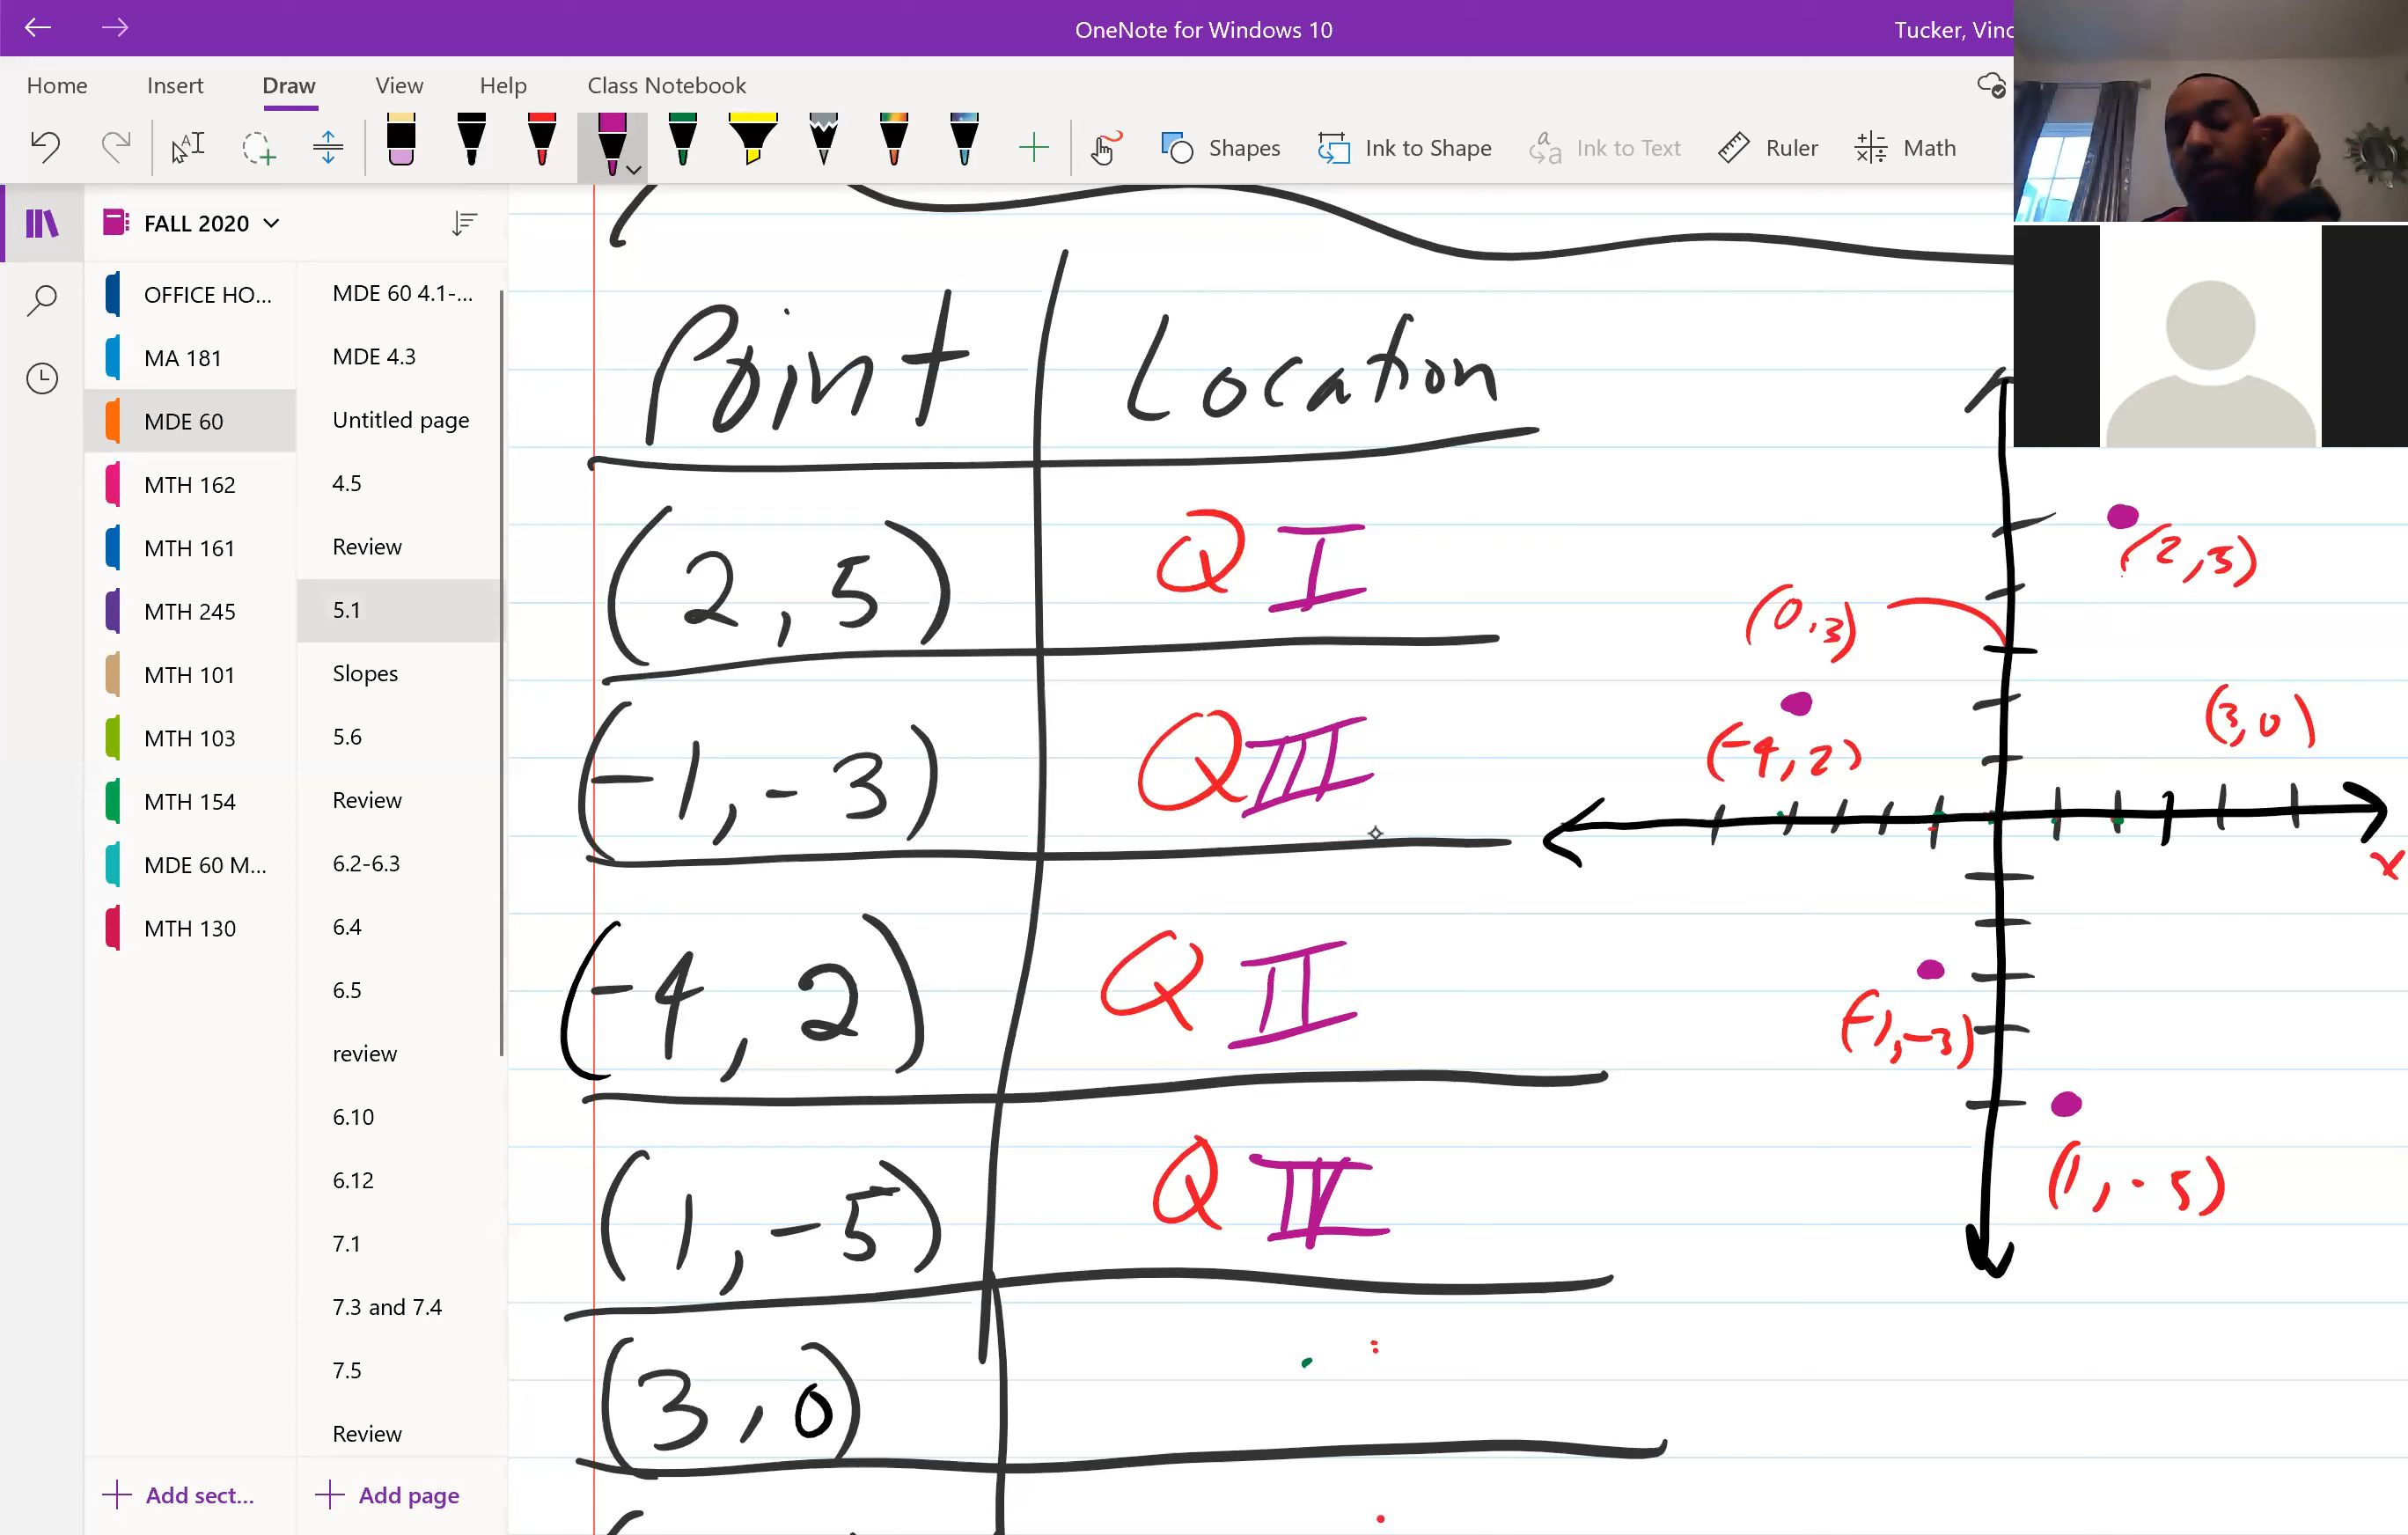 OneNote for Windows 10
Tucker, Vinc
Home Insert Draw View Help Class Notebook
Shapes Ink to Shape Ink to Text Ruler Math
FALL 2020
OFFICE HO...
MA 181
MDE 60
MTH 162
MTH 161
MTH 245
MTH 101
MTH 103
MTH 154
MDE 60 M...
MTH 130
Add sect...
MDE 60 4.1-...
MDE 4.3
Untitled page
4.5
Review
5.1
Slopes
5.6
Review
6.2-6.3
6.4
6.5
review
6.10
6.12
7.1
7.3 and 7.4
7.5
Review
Add page
Point Location
(2, 5) Q I
(-1, -3) Q III
(-4, 2) Q II
(1, -5) Q IV
(3, 0)
(2, 5)
(0, 3)
(-4, 2)
(3, 0)
x
(-1, -3)
(1, -5)